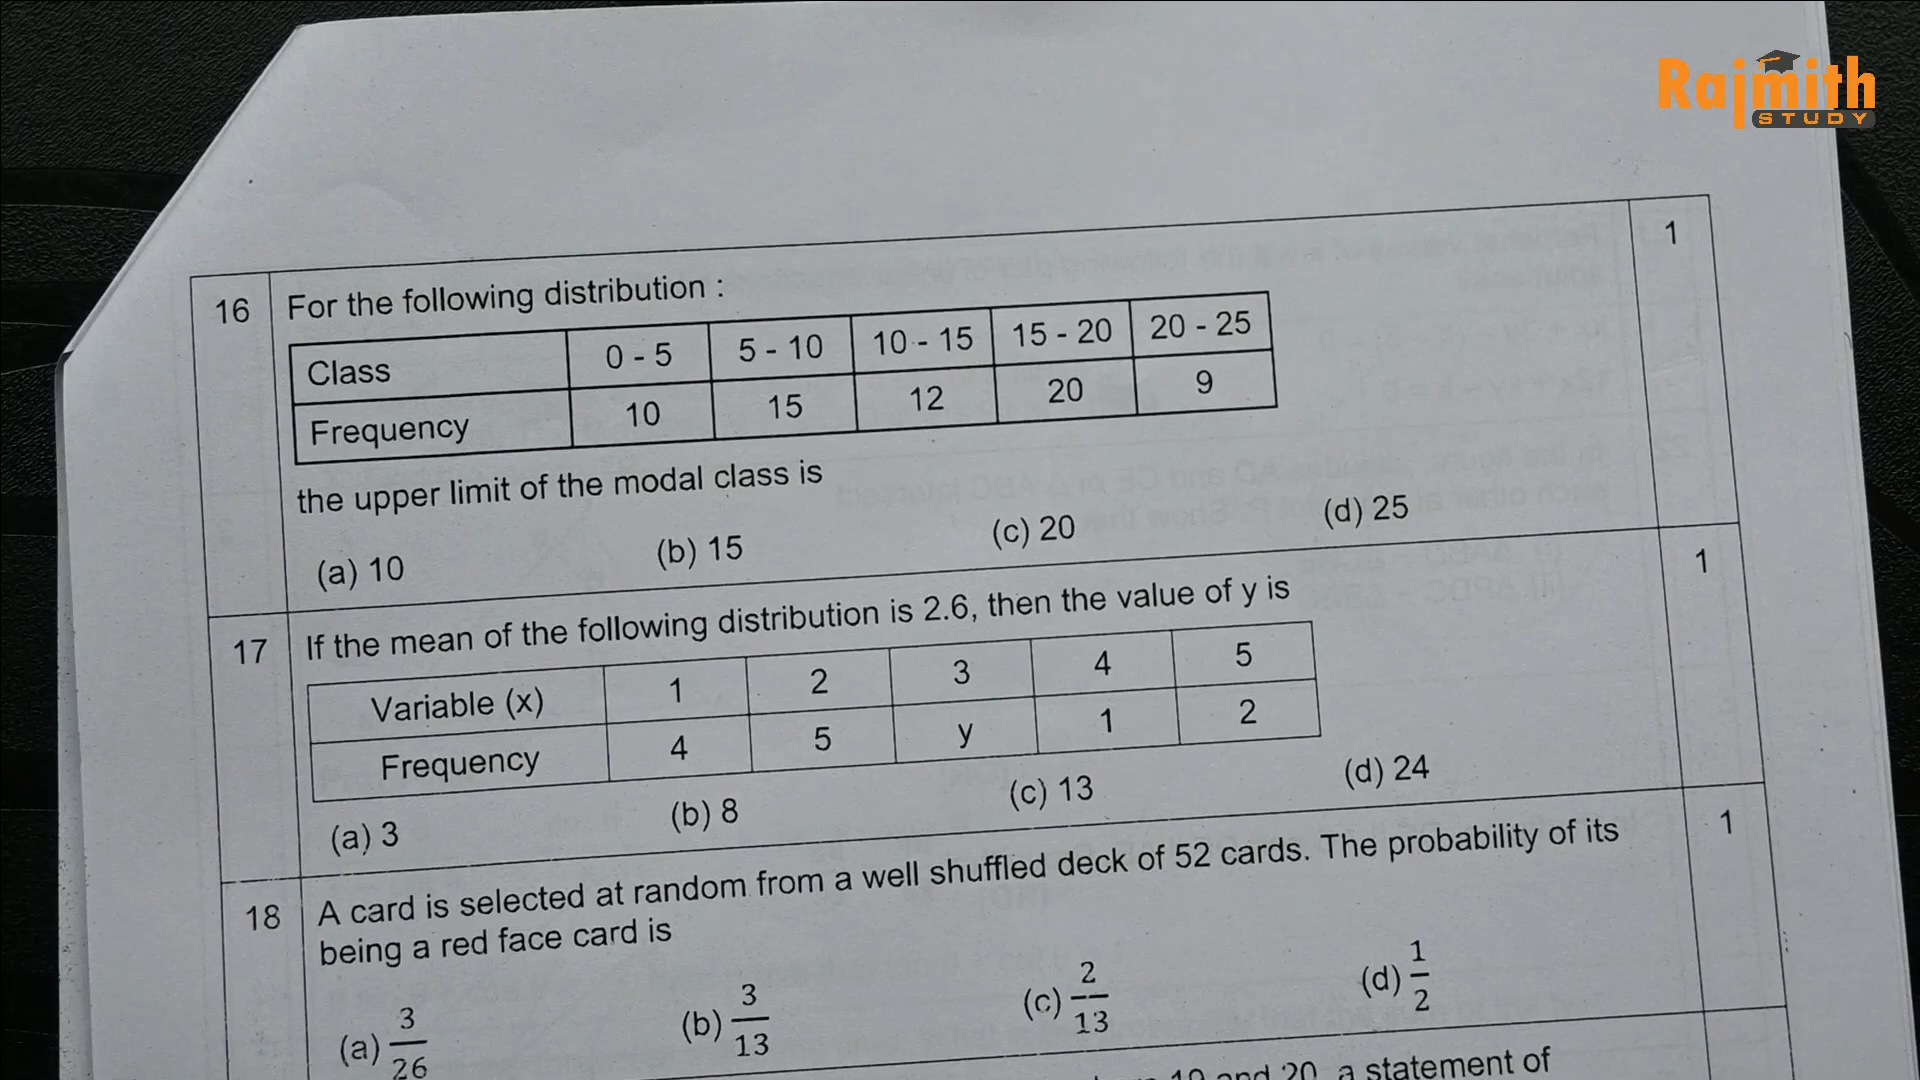 Rajmith
STUDY
16 For the following distribution : 1
Class 0 - 5 5 - 10 10 - 15 15 - 20 20 - 25
Frequency 10 15 12 20 9
the upper limit of the modal class is
(a) 10 (b) 15 (c) 20 (d) 25
17 If the mean of the following distribution is 2.6, then the value of y is 1
Variable (x) 1 2 3 4 5
Frequency 4 5 y 1 2
(a) 3 (b) 8 (c) 13 (d) 24
18 A card is selected at random from a well shuffled deck of 52 cards. The probability of its 1
being a red face card is
(a) 3/26 (b) 3/13 (c) 2/13 (d) 1/2
10 and 20, a statement of